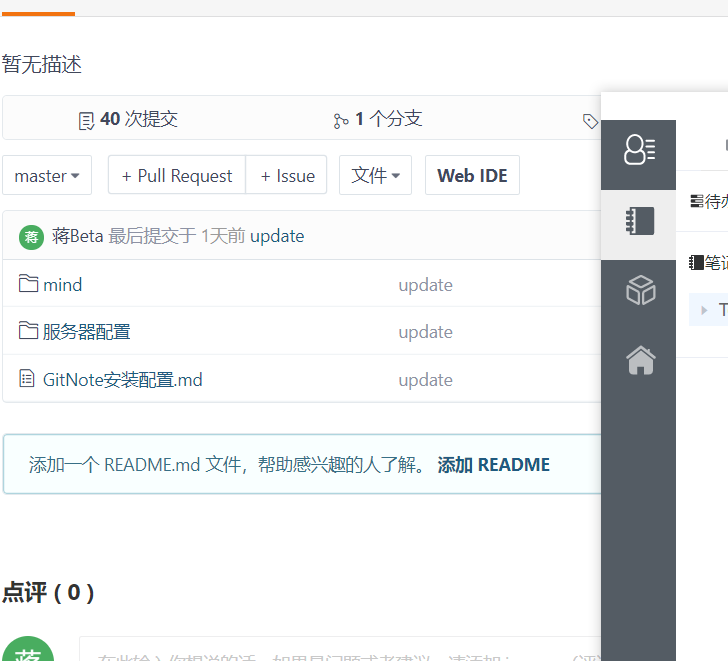 暂无描述
40 次提交
1 个分支
master
+ Pull Request
+ Issue
文件
Web IDE
蒋 蒋Beta 最后提交于 1天前 update
mind update
服务器配置 update
GitNote安装配置.md update
添加一个 README.md 文件，帮助感兴趣的人了解。 添加 README
点评 ( 0 )
蒋
待办
笔记
T